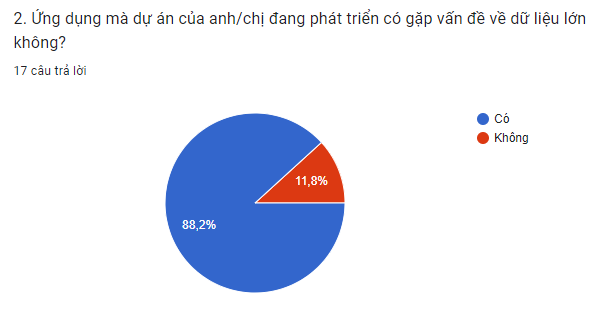 2. Ứng dụng mà dự án của anh/chị đang phát triển có gặp vấn đề về dữ liệu lớn
không?
17 câu trả lời
Có
Không
11,8%
88,2%